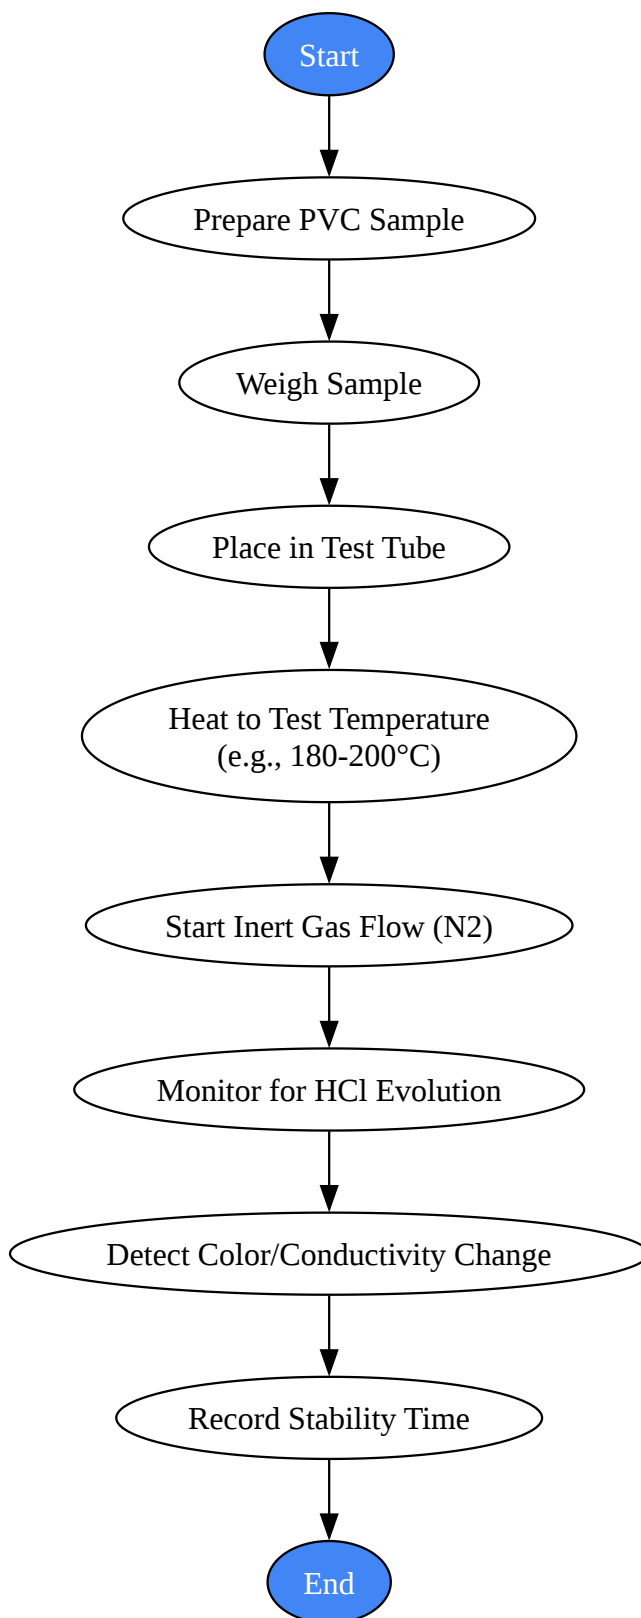 Start
Prepare PVC Sample
Weigh Sample
Place in Test Tube
Heat to Test Temperature
(e.g., 180-200°C)
Start Inert Gas Flow (N2)
Monitor for HCl Evolution
Detect Color/Conductivity Change
Record Stability Time
End